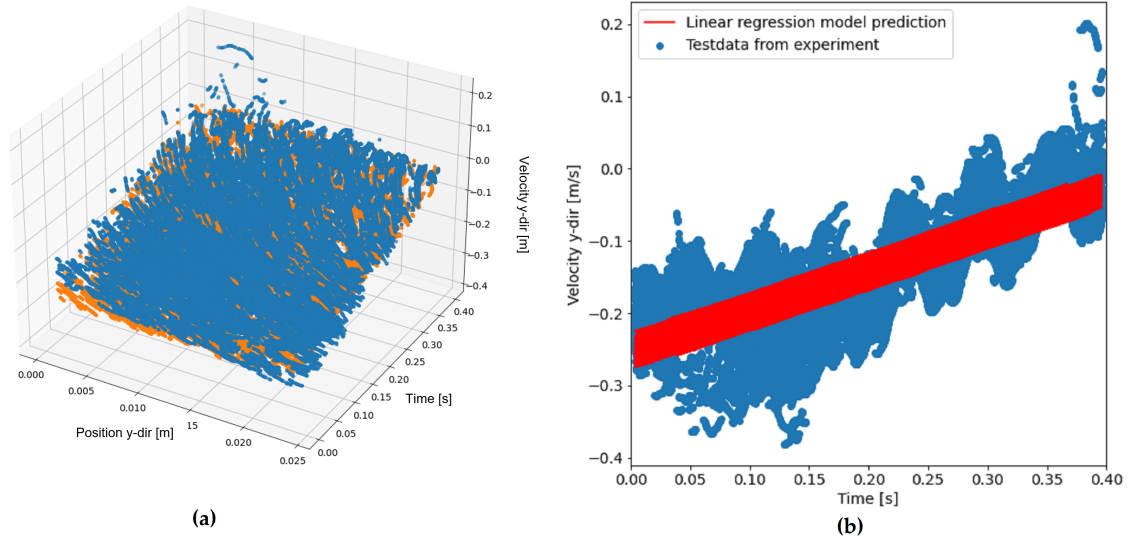 0.2
0.1
0.0
−0.1
−0.2
−0.3
−0.4
Velocity y-dir [m]
0.40
0.35
0.30
0.25
0.20
0.15
0.10
0.05
0.00
Time [s]
0.000
0.005
0.010
15
0.020
0.025
Position y-dir [m]
(a)
Linear regression model prediction
Testdata from experiment
0.2
0.1
0.0
−0.1
−0.2
−0.3
−0.4
Velocity y-dir [m/s]
0.00 0.05 0.10 0.15 0.20 0.25 0.30 0.35 0.40
Time [s]
(b)